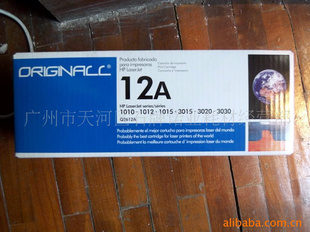 ORIGINALL
Producto fabricado
para impresoras
HP LaserJet
12A
HP LaserJet series/séries
1010 · 1012 · 1015 · 3015 · 3020 · 3030
Q2612A
Probablemente el mejor cartucho para impresora laser del mundo
Probably the best cartridge for laser printers of the world
Probablement la meilleure cartouche d'impression laser du monde
广州市天河
alibaba.com.cn